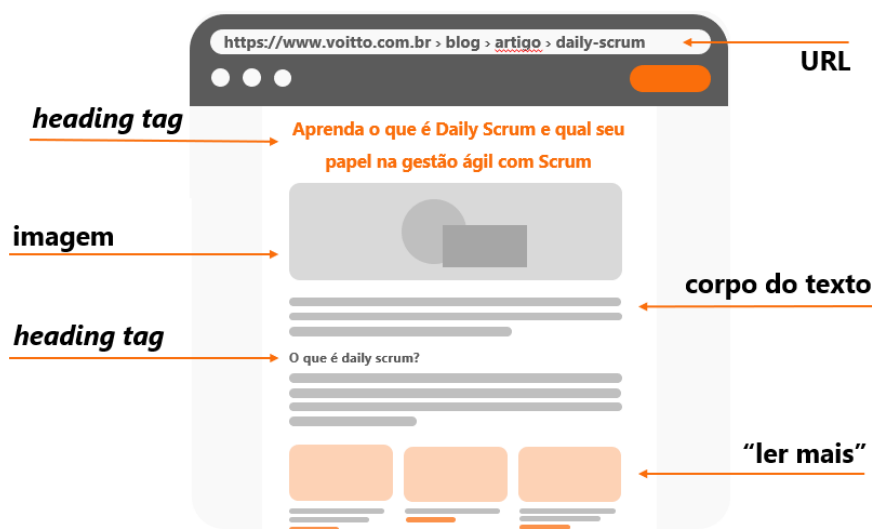 https://www.voitto.com.br › blog › artigo › daily-scrum
URL
heading tag
Aprenda o que é Daily Scrum e qual seu
papel na gestão ágil com Scrum
imagem
corpo do texto
heading tag
O que é daily scrum?
“ler mais”